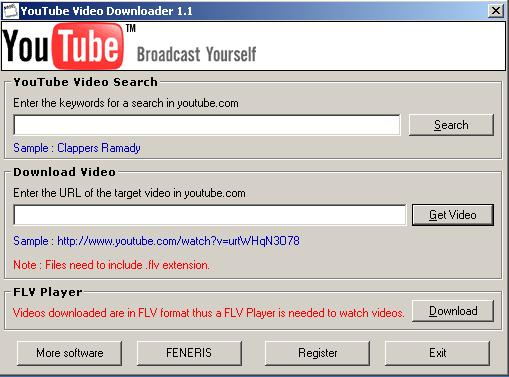 YouTube Video Downloader 1.1
YouTube TM Broadcast Yourself
YouTube Video Search
Enter the keywords for a search in youtube.com
Search
Sample : Clappers Ramady
Download Video
Enter the URL of the target video in youtube.com
Get Video
Sample : http://www.youtube.com/watch?v=urtWHqN3O78
Note : Files need to include .flv extension.
FLV Player
Videos downloaded are in FLV format thus a FLV Player is needed to watch videos.
Download
More software
FENERIS
Register
Exit